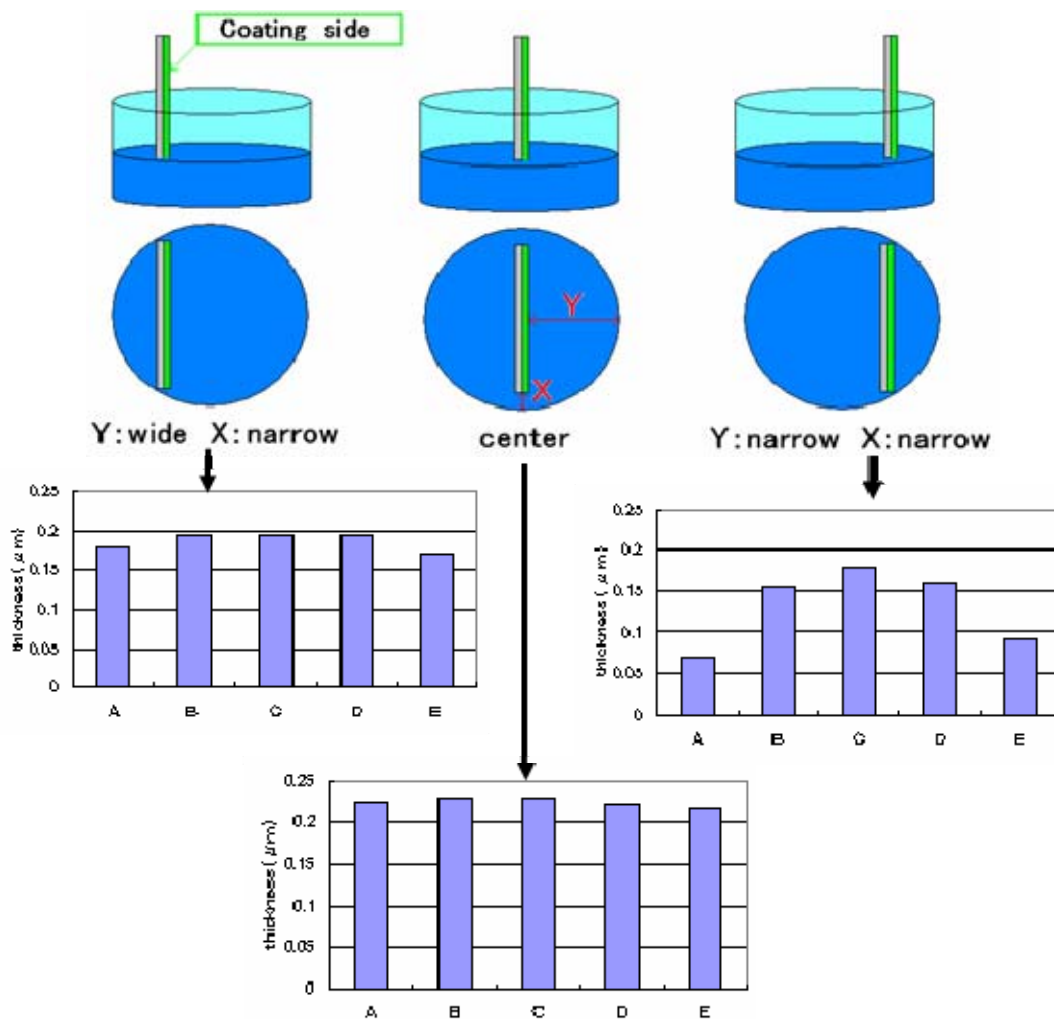 Coating side
Y
X
Y:wide X:narrow
center
Y:narrow X:narrow
0.25
0.2
0.15
0.1
0.05
0
thickness(μm)
A B C D E
0.25
0.2
0.15
0.1
0.05
0
thickness(μm)
A B C D E
0.25
0.2
0.15
0.1
0.05
0
thickness(μm)
A B C D E